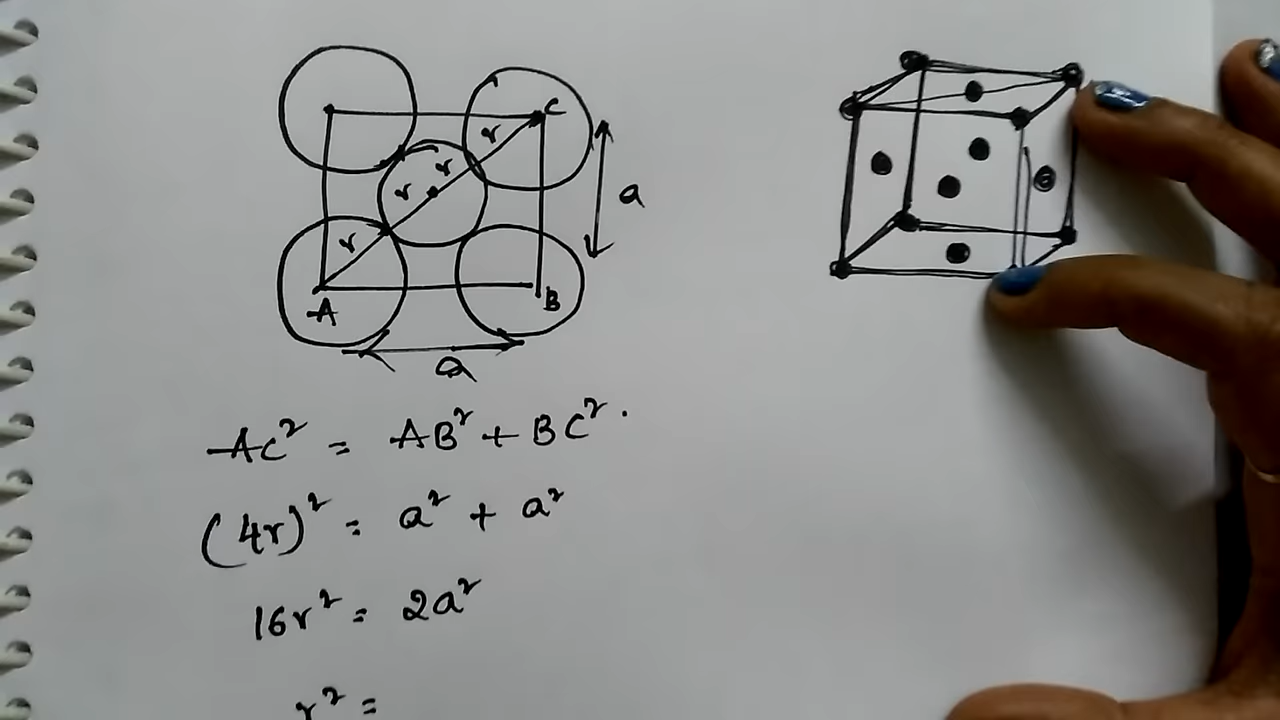 C
r
r
r
a
r
A
B
a
AC² = AB² + BC².
(4r)² = a² + a²
16r² = 2a²
r² =